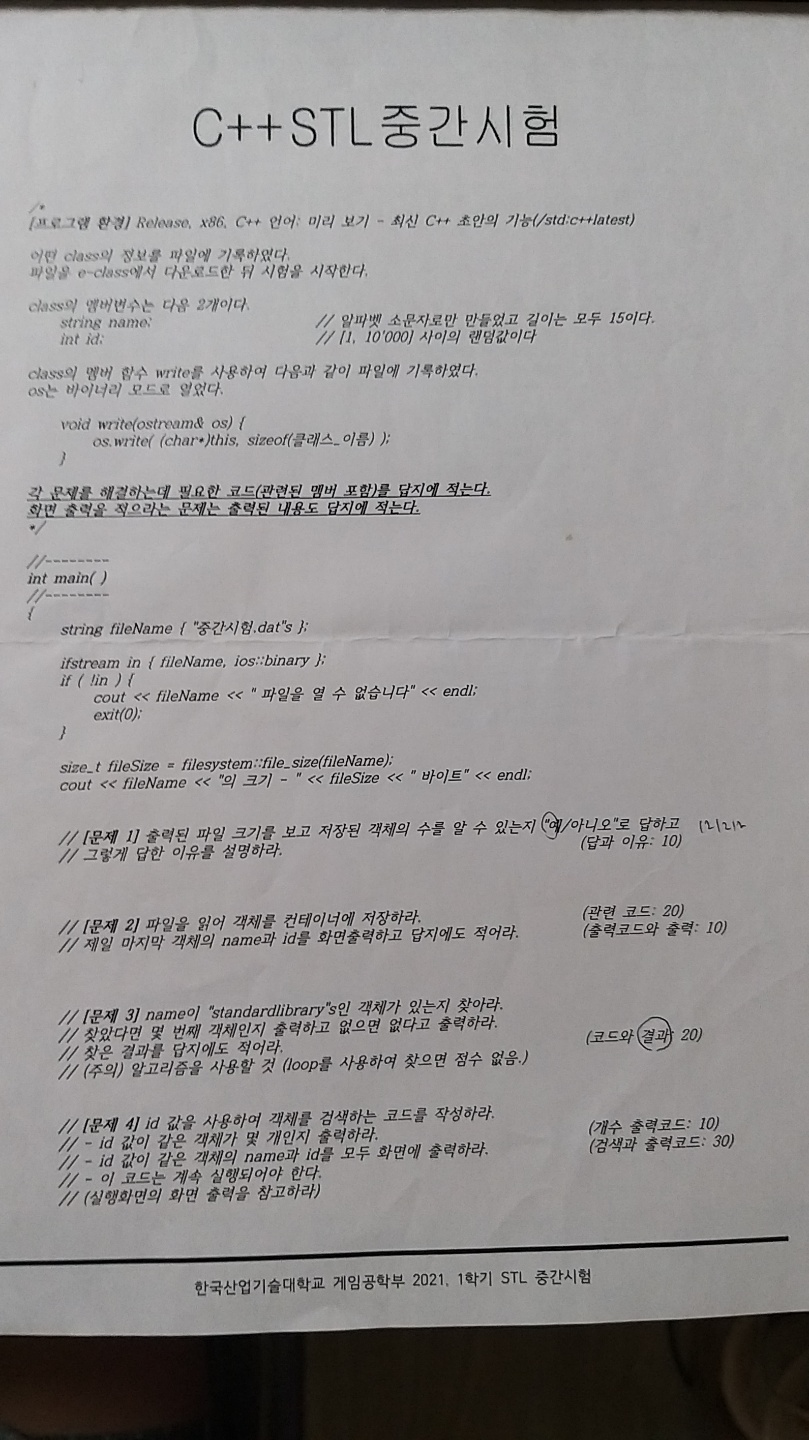 C++ STL 중간시험
/*
[프로그램 환경] Release, x86, C++ 언어: 미리 보기 - 최신 C++ 초안의 기능(/std:c++latest)
어떤 class의 정보를 파일에 기록하였다.
파일을 e-class에서 다운로드한 뒤 시험을 시작한다.
class의 멤버변수는 다음 2개이다.
string name; // 알파벳 소문자로만 만들었고 길이는 모두 15이다.
int id; // [1, 10'000] 사이의 랜덤값이다
class의 멤버 함수 write를 사용하여 다음과 같이 파일에 기록하였다.
os는 바이너리 모드로 열었다.
void write(ostream& os) {
os.write( (char*)this, sizeof(클래스_이름) );
}
각 문제를 해결하는데 필요한 코드(관련된 멤버 포함)를 답지에 적는다.
화면 출력을 적으라는 문제는 출력된 내용도 답지에 적는다.
*/
//--------
int main( )
//--------
{
string fileName { "중간시험.dat"s };
ifstream in { fileName, ios::binary };
if ( !in ) {
cout << fileName << " 파일을 열 수 없습니다" << endl;
exit(0);
}
size_t fileSize = filesystem::file_size(fileName);
cout << fileName << "의 크기 - " << fileSize << " 바이트" << endl;
// [문제 1] 출력된 파일 크기를 보고 저장된 객체의 수를 알 수 있는지 "예/아니오"로 답하고
// 그렇게 답한 이유를 설명하라. (답과 이유: 10)
// [문제 2] 파일을 읽어 객체를 컨테이너에 저장하라. (관련 코드: 20)
// 제일 마지막 객체의 name과 id를 화면출력하고 답지에도 적어라. (출력코드와 출력: 10)
// [문제 3] name이 "standardlibrary"s인 객체가 있는지 찾아라.
// 찾았다면 몇 번째 객체인지 출력하고 없으면 없다고 출력하라.
// 찾은 결과를 답지에도 적어라. (코드와 결과: 20)
// (주의) 알고리즘을 사용할 것 (loop를 사용하여 찾으면 점수 없음.)
// [문제 4] id 값을 사용하여 객체를 검색하는 코드를 작성하라.
// - id 값이 같은 객체가 몇 개인지 출력하라. (개수 출력코드: 10)
// - id 값이 같은 객체의 name과 id를 모두 화면에 출력하라. (검색과 출력코드: 30)
// - 이 코드는 계속 실행되어야 한다.
// (실행화면의 화면 출력을 참고하라)
한국산업기술대학교 게임공학부 2021, 1학기 STL 중간시험